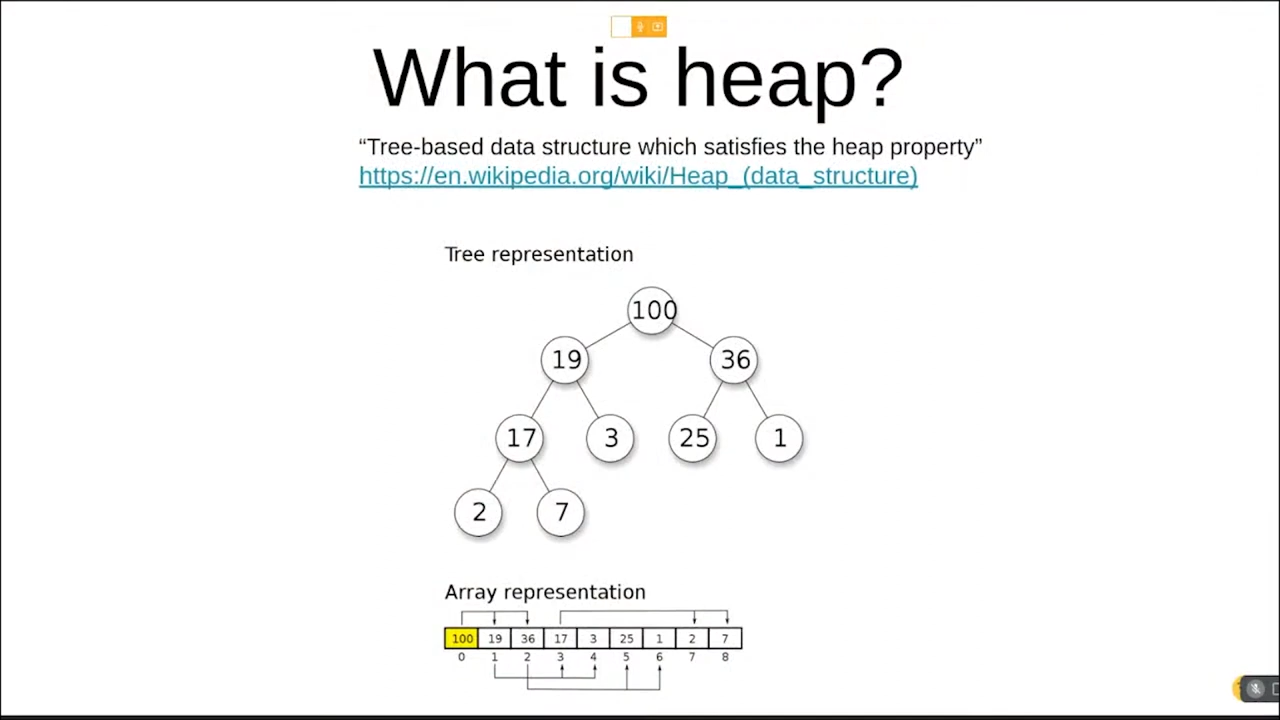 What is heap?
“Tree-based data structure which satisfies the heap property”
https://en.wikipedia.org/wiki/Heap_(data_structure)
Tree representation
100
19 36
17 3 25 1
2 7
Array representation
100 19 36 17 3 25 1 2 7
0 1 2 3 4 5 6 7 8